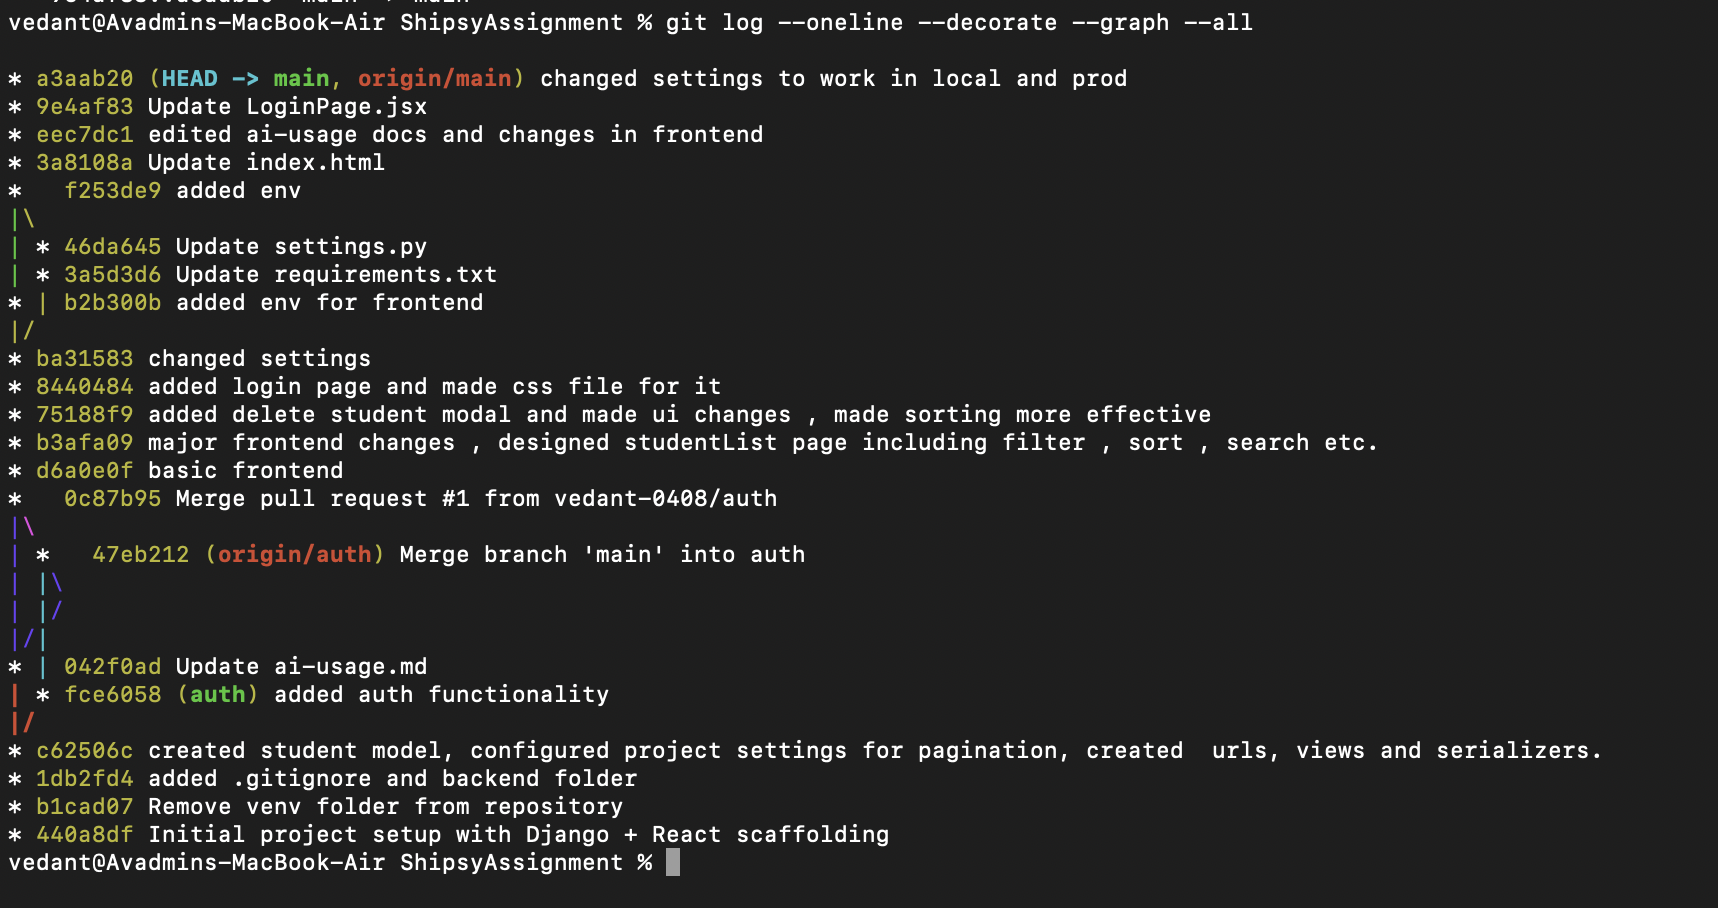 vedant@Avadmins-MacBook-Air ShipsyAssignment % git log --oneline --decorate --graph --all
* a3aab20 (HEAD -> main, origin/main) changed settings to work in local and prod
* 9e4af83 Update LoginPage.jsx
* eec7dc1 edited ai-usage docs and changes in frontend
* 3a8108a Update index.html
*   f253de9 added env
|\
| * 46da645 Update settings.py
| * 3a5d3d6 Update requirements.txt
* | b2b300b added env for frontend
|/
* ba31583 changed settings
* 8440484 added login page and made css file for it
* 75188f9 added delete student modal and made ui changes , made sorting more effective
* b3afa09 major frontend changes , designed studentList page including filter , sort , search etc.
* d6a0e0f basic frontend
*   0c87b95 Merge pull request #1 from vedant-0408/auth
|\
| *   47eb212 (origin/auth) Merge branch 'main' into auth
| |\
| |/
|/|
* | 042f0ad Update ai-usage.md
| * fce6058 (auth) added auth functionality
|/
* c62506c created student model, configured project settings for pagination, created  urls, views and serializers.
* 1db2fd4 added .gitignore and backend folder
* b1cad07 Remove venv folder from repository
* 440a8df Initial project setup with Django + React scaffolding
vedant@Avadmins-MacBook-Air ShipsyAssignment %